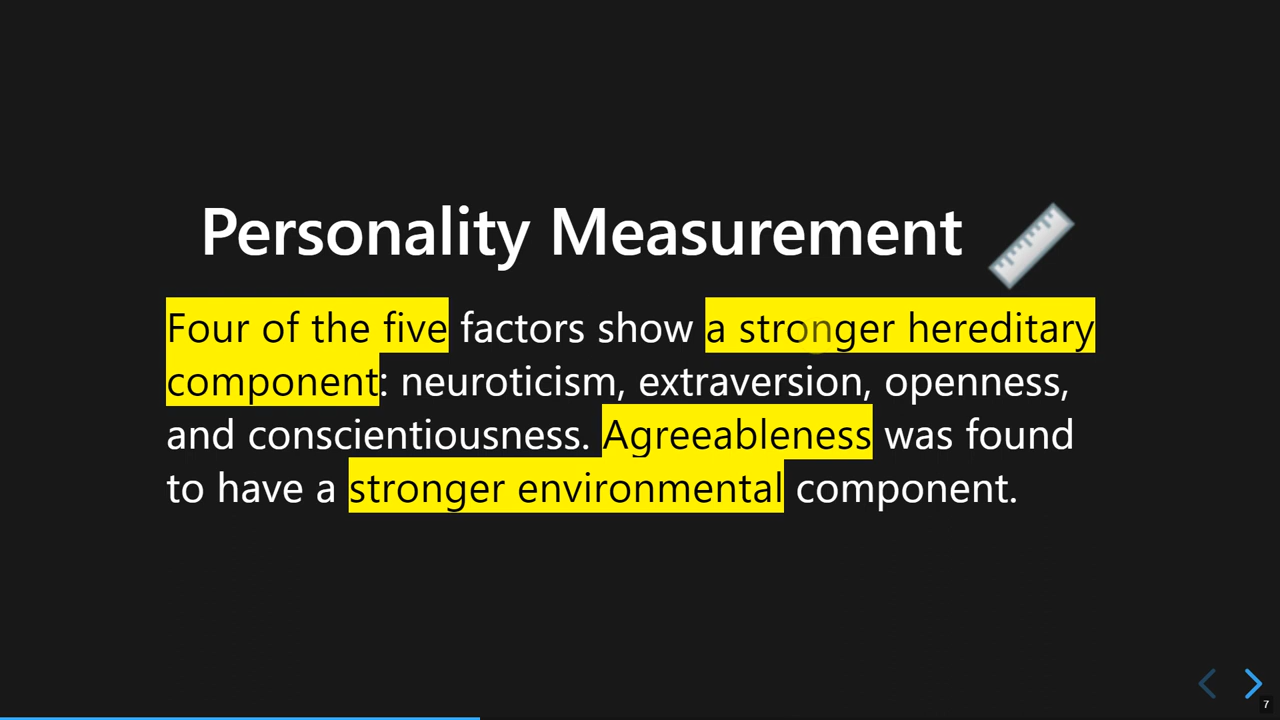 Personality Measurement
Four of the five factors show a stronger hereditary
component: neuroticism, extraversion, openness,
and conscientiousness. Agreeableness was found
to have a stronger environmental component.
7